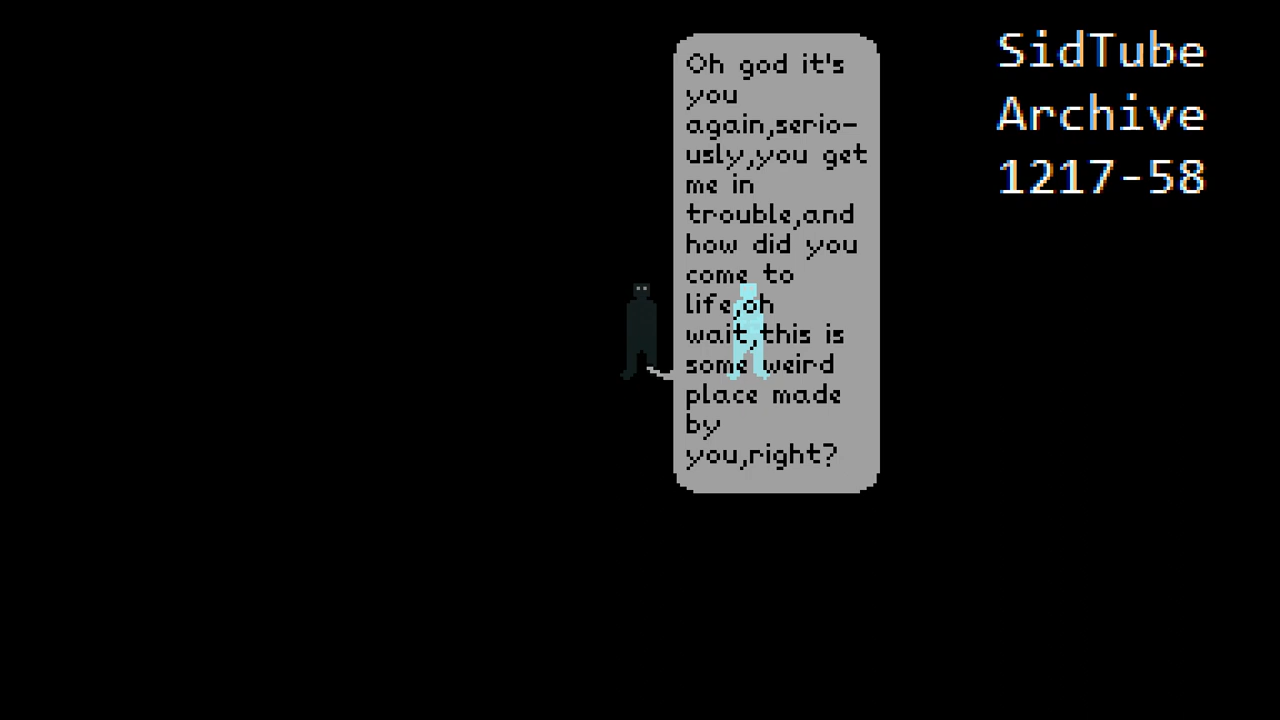 Oh god it's
you
again,serio-
usly,you get
me in
trouble,and
how did you
come to
life,oh
wait,this is
some weird
place made
by
you,right?
SidTube
Archive
1217-58